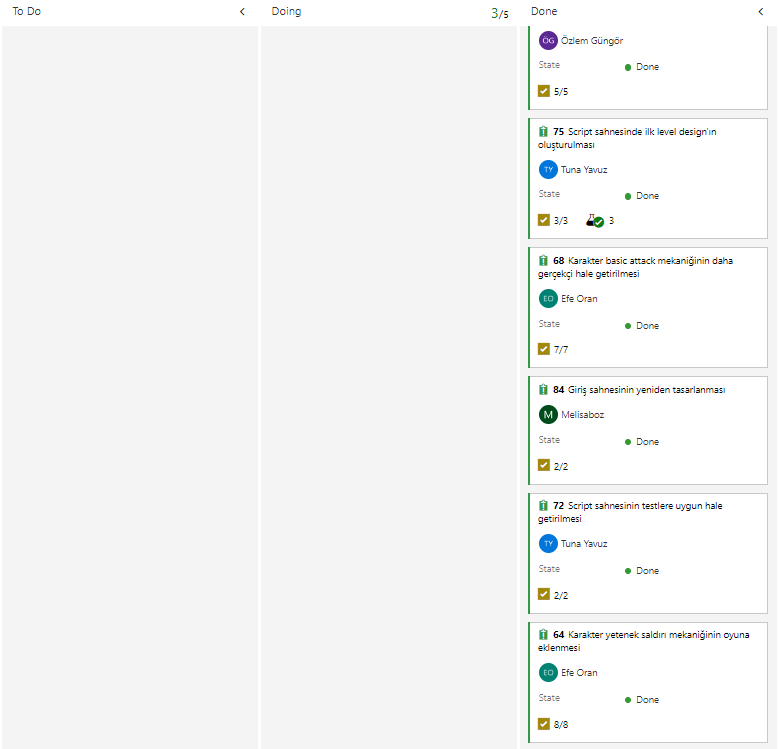 To Do
Doing
3/5
Done
ÖG Özlem Güngör
State Done
5/5
75 Script sahnesinde ilk level design'ın
oluşturulması
TY Tuna Yavuz
State Done
3/3 3
68 Karakter basic attack mekaniğinin daha
gerçekçi hale getirilmesi
EO Efe Oran
State Done
7/7
84 Giriş sahnesinin yeniden tasarlanması
M Melisaboz
State Done
2/2
72 Script sahnesinin testlere uygun hale
getirilmesi
TY Tuna Yavuz
State Done
2/2
64 Karakter yetenek saldırı mekaniğinin oyuna
eklenmesi
EO Efe Oran
State Done
8/8